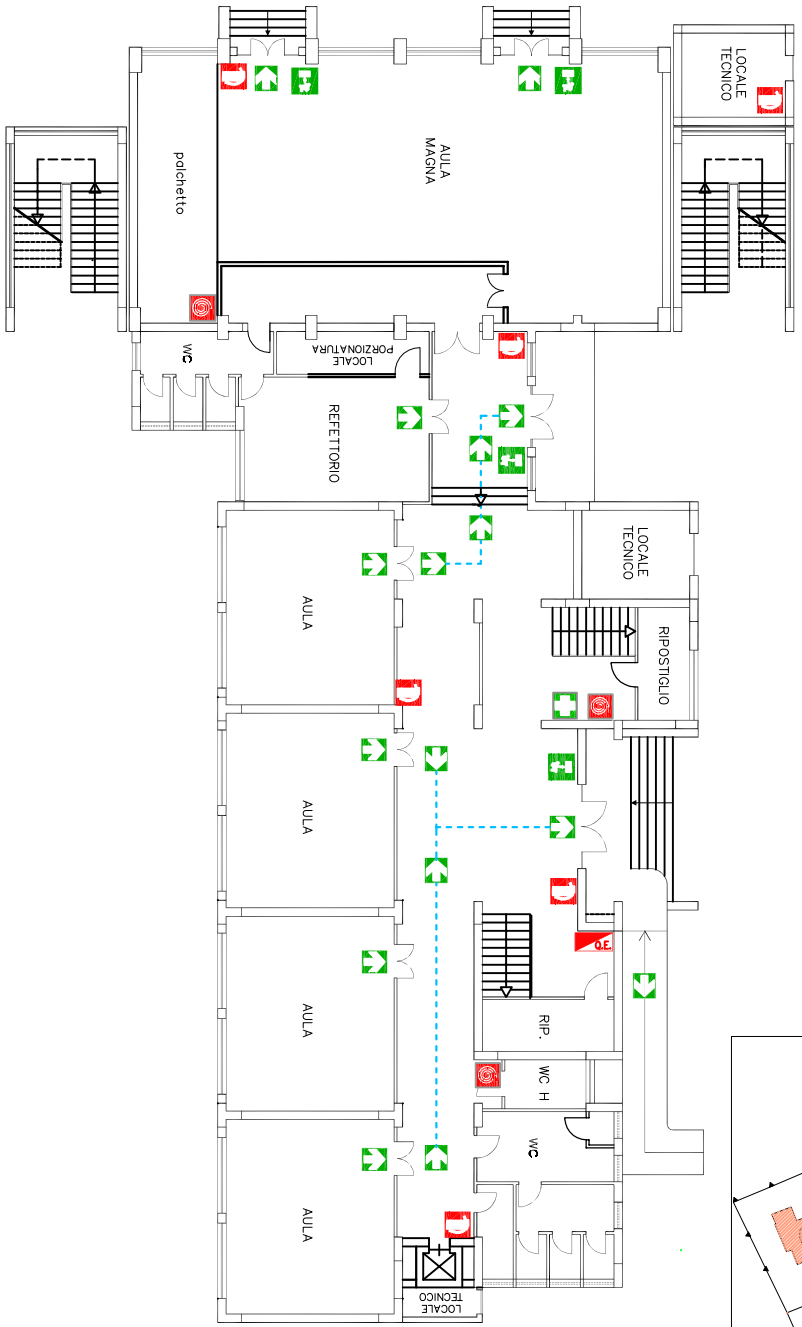 LOCALE
TECNICO
AULA
MAGNA
palchetto
WC
LOCALE
PORZIONATURA
REFETTORIO
LOCALE
TECNICO
RIPOSTIGLIO
AULA
AULA
AULA
Q.E.
RIP.
WC H
WC
AULA
LOCALE
TECNICO